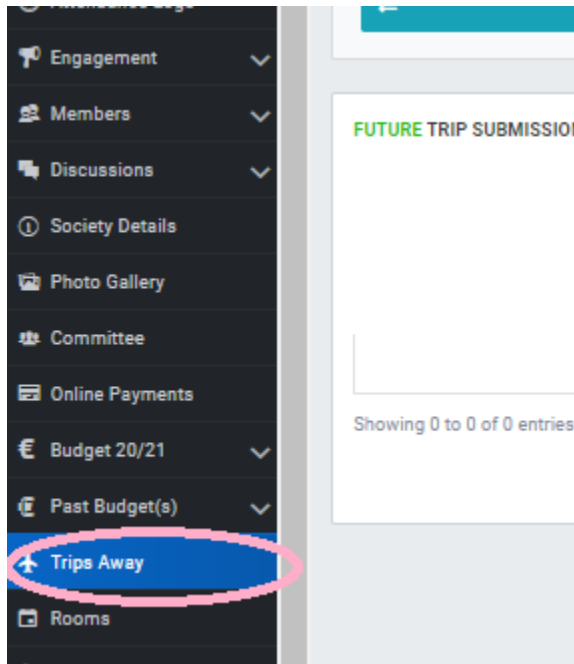 Engagement
Members
Discussions
Society Details
Photo Gallery
Committee
Online Payments
Budget 20/21
Past Budget(s)
Trips Away
Rooms
FUTURE TRIP SUBMISSIO
Showing 0 to 0 of 0 entries